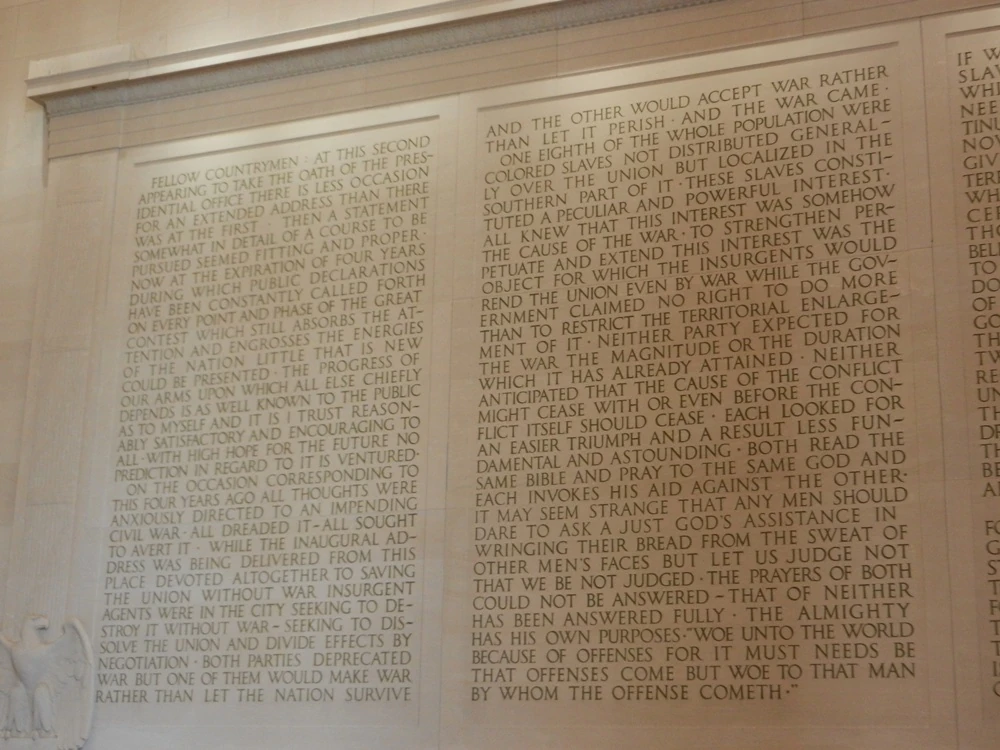 FELLOW COUNTRYMEN : AT THIS SECOND
APPEARING TO TAKE THE OATH OF THE PRES–
IDENTIAL OFFICE THERE IS LESS OCCASION
FOR AN EXTENDED ADDRESS THAN THERE
WAS AT THE FIRST · THEN A STATEMENT
SOMEWHAT IN DETAIL OF A COURSE TO BE
PURSUED SEEMED FITTING AND PROPER ·
NOW AT THE EXPIRATION OF FOUR YEARS
DURING WHICH PUBLIC DECLARATIONS
HAVE BEEN CONSTANTLY CALLED FORTH
ON EVERY POINT AND PHASE OF THE GREAT
CONTEST WHICH STILL ABSORBS THE AT–
TENTION AND ENGROSSES THE ENERGIES
OF THE NATION LITTLE THAT IS NEW
COULD BE PRESENTED · THE PROGRESS OF
OUR ARMS UPON WHICH ALL ELSE CHIEFLY
DEPENDS IS AS WELL KNOWN TO THE PUBLIC
AS TO MYSELF AND IT IS I TRUST REASON–
ABLY SATISFACTORY AND ENCOURAGING TO
ALL · WITH HIGH HOPE FOR THE FUTURE NO
PREDICTION IN REGARD TO IT IS VENTURED·
ON THE OCCASION CORRESPONDING TO
THIS FOUR YEARS AGO ALL THOUGHTS WERE
ANXIOUSLY DIRECTED TO AN IMPENDING
CIVIL WAR · ALL DREADED IT – ALL SOUGHT
TO AVERT IT · WHILE THE INAUGURAL AD–
DRESS WAS BEING DELIVERED FROM THIS
PLACE DEVOTED ALTOGETHER TO SAVING
THE UNION WITHOUT WAR INSURGENT
AGENTS WERE IN THE CITY SEEKING TO DE–
STROY IT WITHOUT WAR – SEEKING TO DIS–
SOLVE THE UNION AND DIVIDE EFFECTS BY
NEGOTIATION · BOTH PARTIES DEPRECATED
WAR BUT ONE OF THEM WOULD MAKE WAR
RATHER THAN LET THE NATION SURVIVE
AND THE OTHER WOULD ACCEPT WAR RATHER
THAN LET IT PERISH · AND THE WAR CAME ·
ONE EIGHTH OF THE WHOLE POPULATION WERE
COLORED SLAVES NOT DISTRIBUTED GENERAL–
LY OVER THE UNION BUT LOCALIZED IN THE
SOUTHERN PART OF IT · THESE SLAVES CONSTI–
TUTED A PECULIAR AND POWERFUL INTEREST ·
ALL KNEW THAT THIS INTEREST WAS SOMEHOW
THE CAUSE OF THE WAR · TO STRENGTHEN PER–
PETUATE AND EXTEND THIS INTEREST WAS THE
OBJECT FOR WHICH THE INSURGENTS WOULD
REND THE UNION EVEN BY WAR WHILE THE GOV–
ERNMENT CLAIMED NO RIGHT TO DO MORE
THAN TO RESTRICT THE TERRITORIAL ENLARGE–
MENT OF IT · NEITHER PARTY EXPECTED FOR
THE WAR THE MAGNITUDE OR THE DURATION
WHICH IT HAS ALREADY ATTAINED · NEITHER
ANTICIPATED THAT THE CAUSE OF THE CONFLICT
MIGHT CEASE WITH OR EVEN BEFORE THE CON–
FLICT ITSELF SHOULD CEASE · EACH LOOKED FOR
AN EASIER TRIUMPH AND A RESULT LESS FUN–
DAMENTAL AND ASTOUNDING · BOTH READ THE
SAME BIBLE AND PRAY TO THE SAME GOD AND
EACH INVOKES HIS AID AGAINST THE OTHER·
IT MAY SEEM STRANGE THAT ANY MEN SHOULD
DARE TO ASK A JUST GOD'S ASSISTANCE IN
WRINGING THEIR BREAD FROM THE SWEAT OF
OTHER MEN'S FACES BUT LET US JUDGE NOT
THAT WE BE NOT JUDGED · THE PRAYERS OF BOTH
COULD NOT BE ANSWERED – THAT OF NEITHER
HAS BEEN ANSWERED FULLY · THE ALMIGHTY
HAS HIS OWN PURPOSES · "WOE UNTO THE WORLD
BECAUSE OF OFFENSES FOR IT MUST NEEDS BE
THAT OFFENSES COME BUT WOE TO THAT MAN
BY WHOM THE OFFENSE COMETH · "
IF